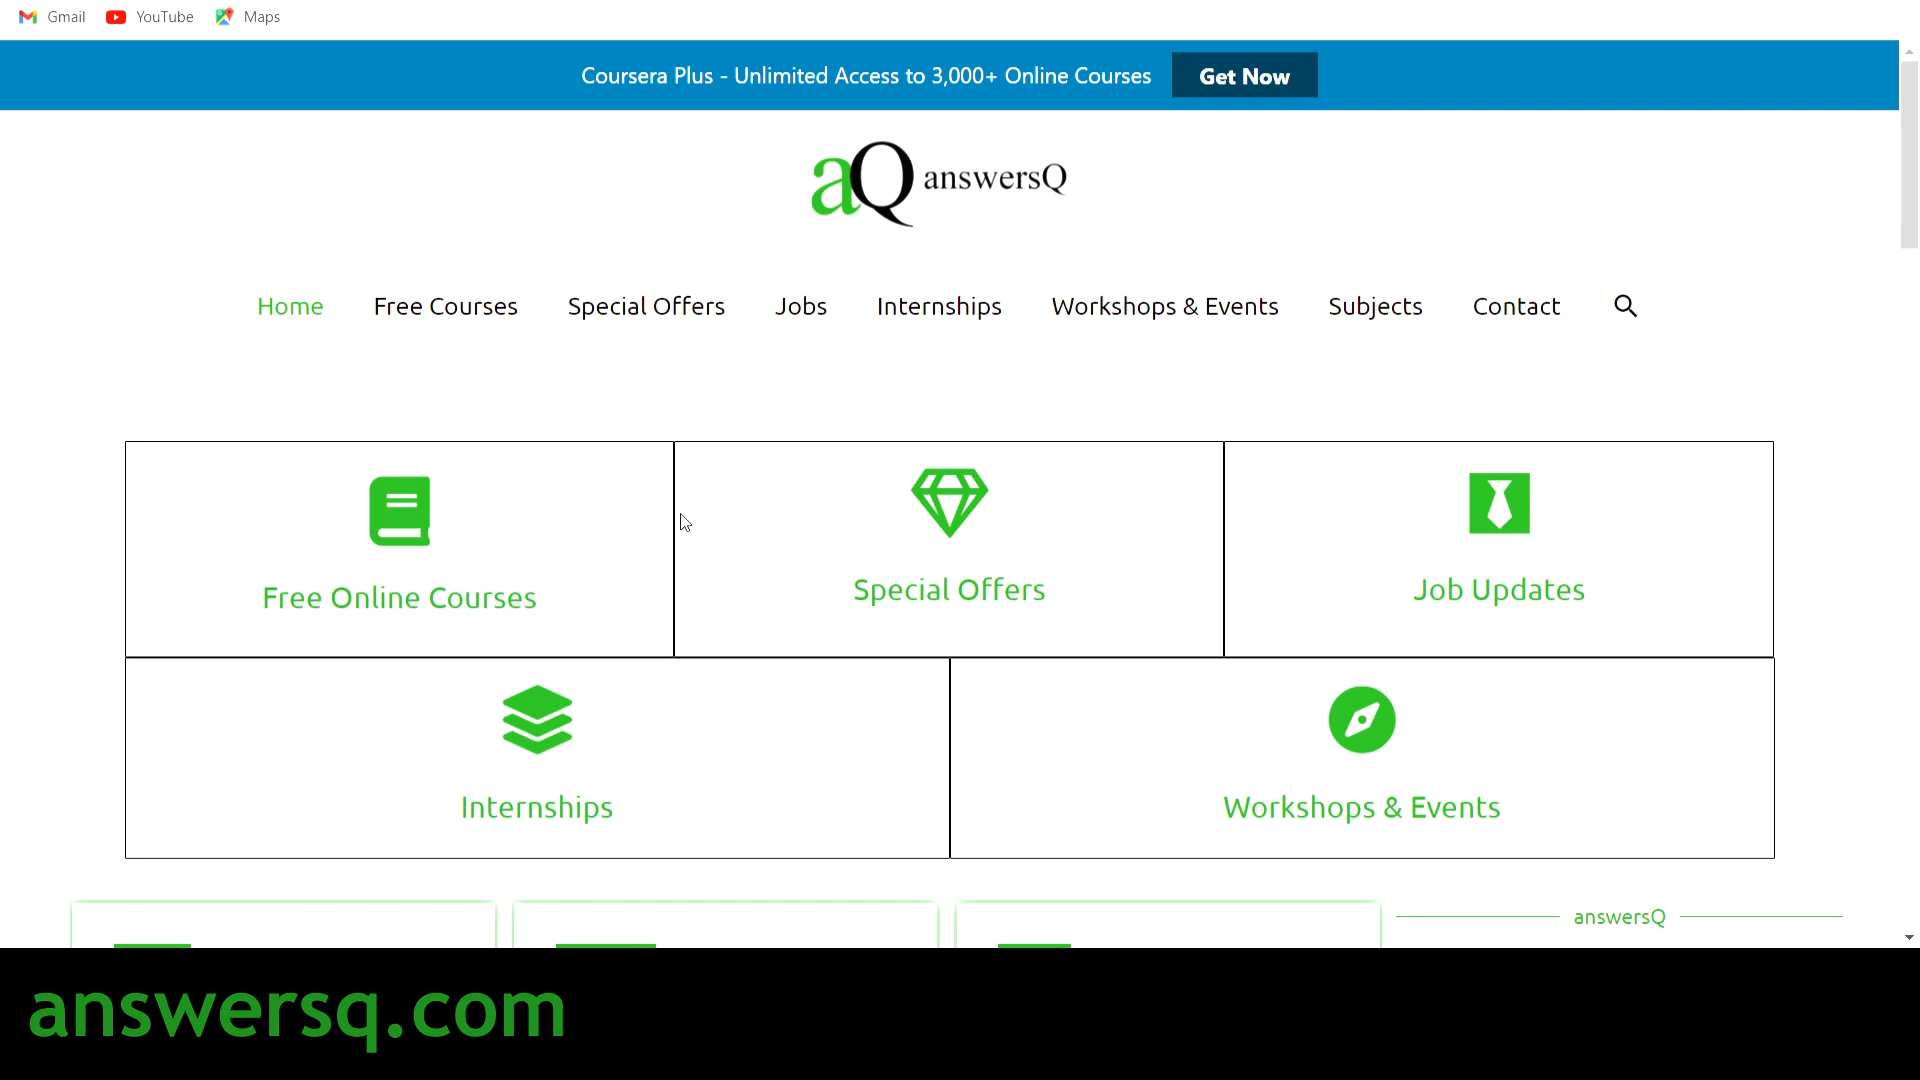 Gmail YouTube Maps
Coursera Plus - Unlimited Access to 3,000+ Online Courses Get Now
aQ answersQ
Home Free Courses Special Offers Jobs Internships Workshops & Events Subjects Contact
Free Online Courses
Special Offers
Job Updates
Internships
Workshops & Events
answersQ
answersq.com